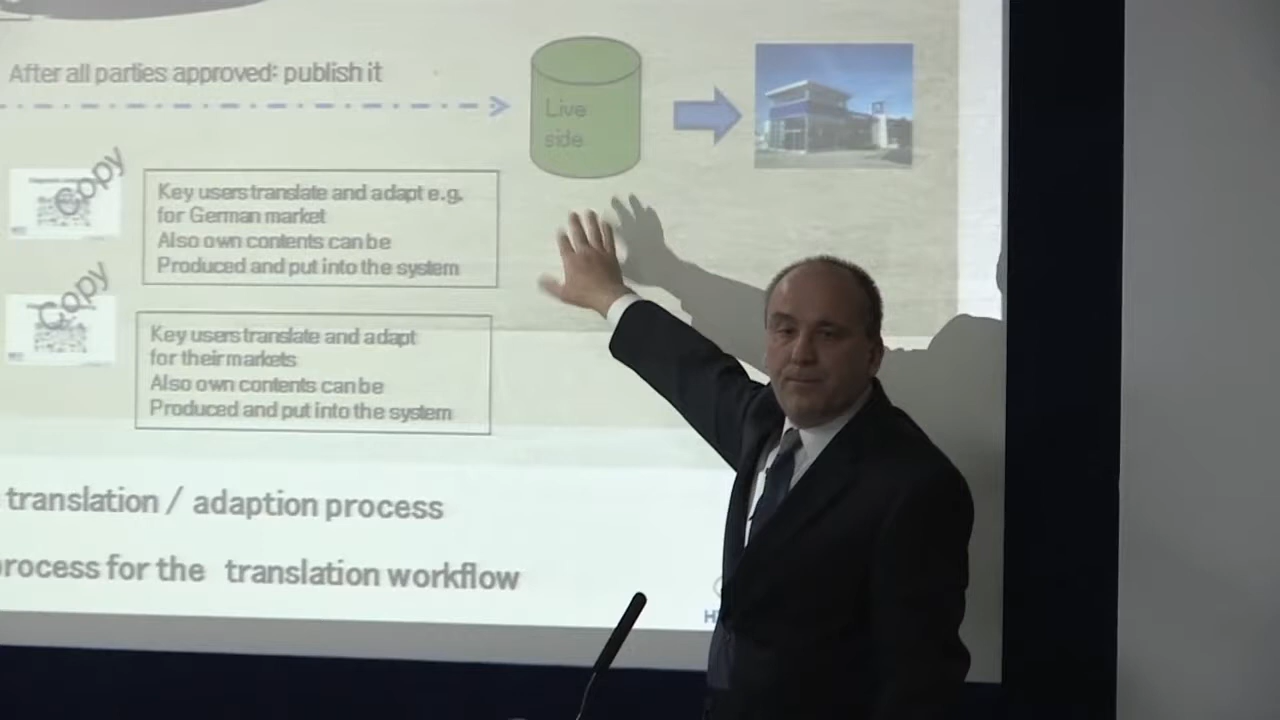 After all parties approved: publish it
Live
side
Copy
Key users translate and adapt e.g.
for German market
Also own contents can be
Produced and put into the system
Copy
Key users translate and adapt
for their markets
Also own contents can be
Produced and put into the system
translation / adaption process
process for the translation workflow